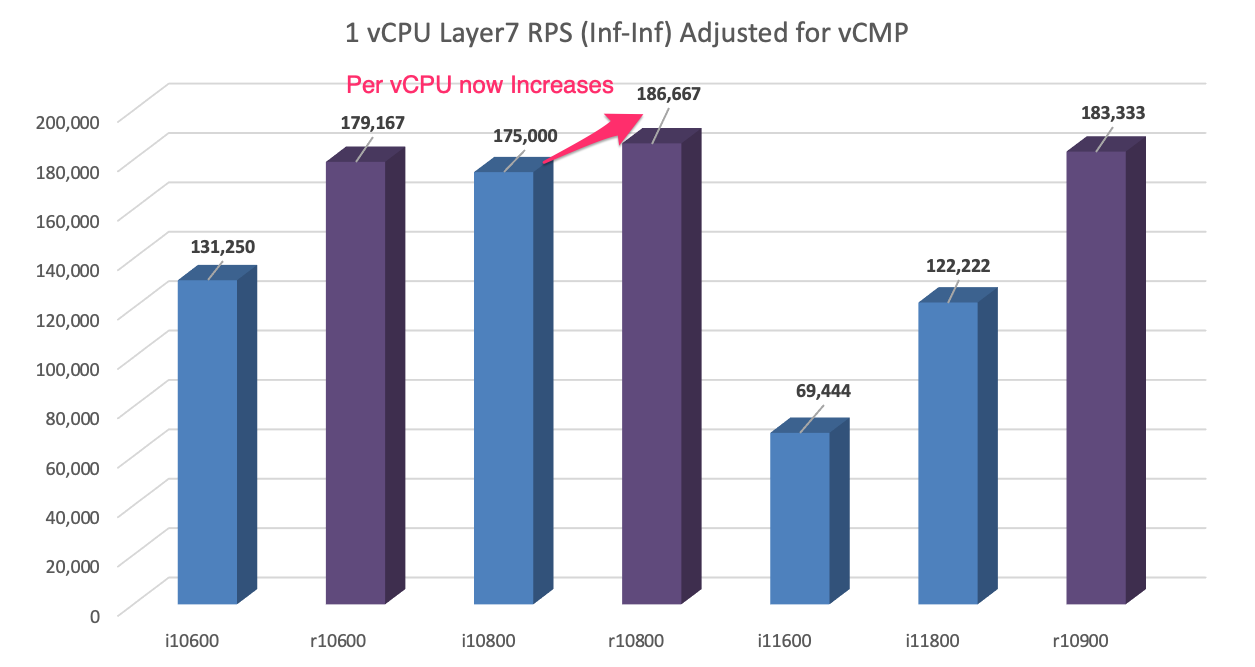 1 vCPU Layer7 RPS (Inf-Inf) Adjusted for vCMP
Per vCPU now Increases
200,000
180,000
160,000
140,000
120,000
100,000
80,000
60,000
40,000
20,000
0
131,250
179,167
175,000
186,667
69,444
122,222
183,333
i10600
r10600
i10800
r10800
i11600
i11800
r10900